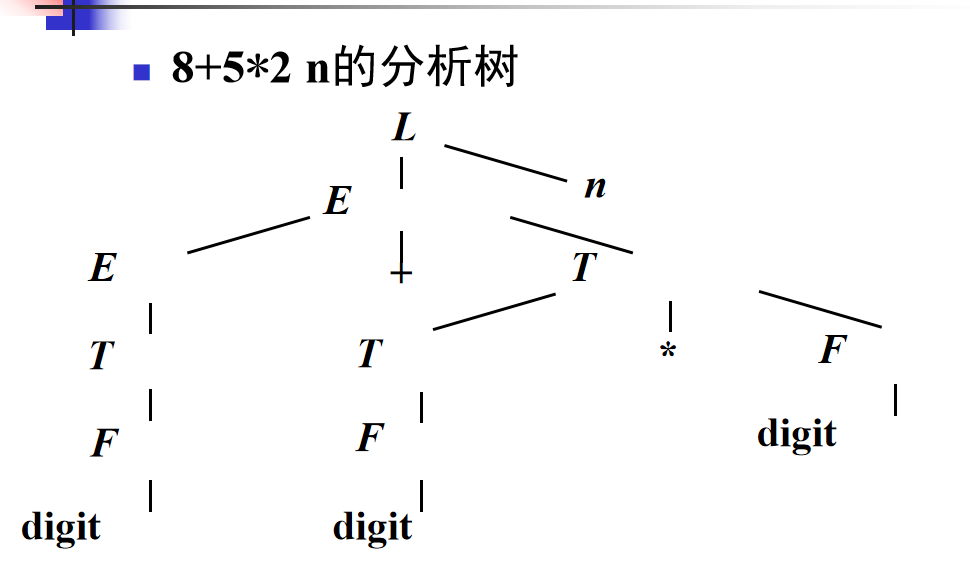 8+5*2 n的分析树
L
E n
E + T
T T * F
F F digit
digit digit